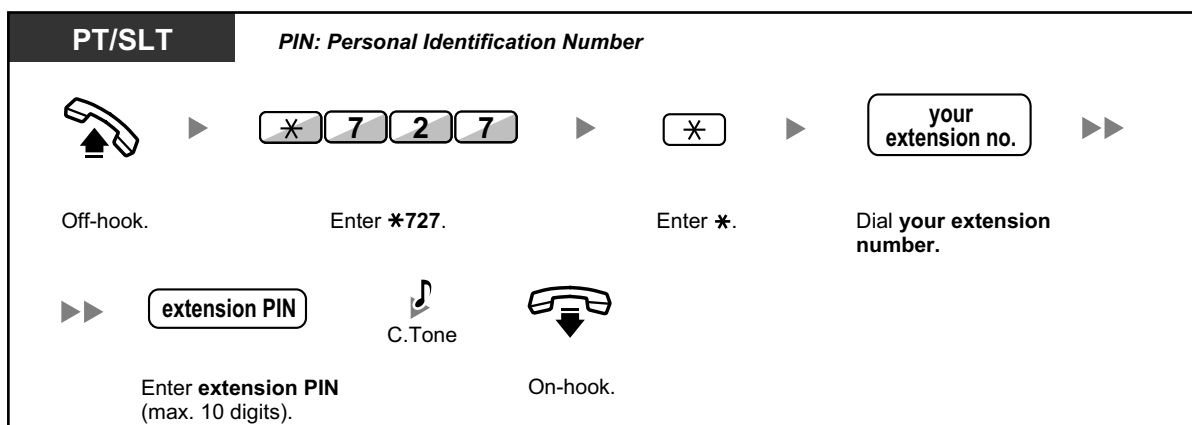 PT/SLT PIN: Personal Identification Number
* 7 2 7 * your extension no.
Off-hook. Enter *727. Enter *. Dial your extension number.
extension PIN
C.Tone
Enter extension PIN (max. 10 digits).
On-hook.